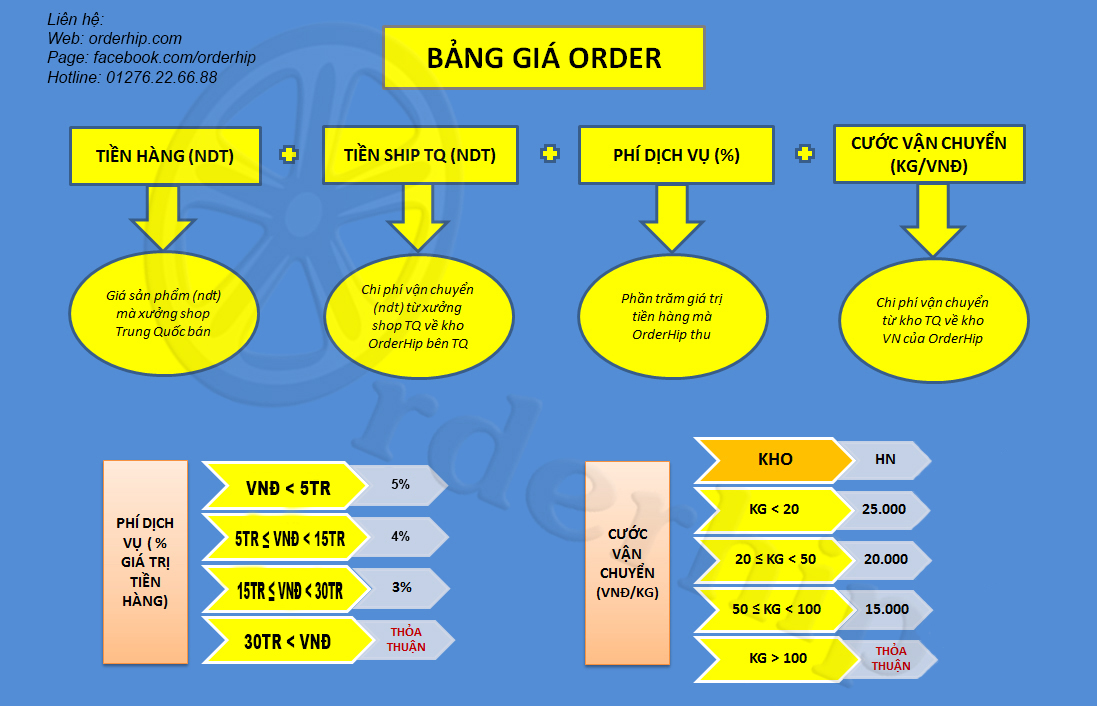 Liên hệ:
Web: orderhip.com
Page: facebook.com/orderhip
Hotline: 01276.22.66.88
BẢNG GIÁ ORDER
TIỀN HÀNG (NDT)
TIỀN SHIP TQ (NDT)
PHÍ DỊCH VỤ (%)
CƯỚC VẬN CHUYỂN
(KG/VNĐ)
Giá sản phẩm (ndt)
mà xưởng shop
Trung Quốc bán
Chi phí vận chuyển
(ndt) từ xưởng
shop TQ về kho
OrderHip bên TQ
Phần trăm giá trị
tiền hàng mà
OrderHip thu
Chi phí vận chuyển
từ kho TQ về kho
VN của OrderHip
PHÍ DỊCH
VỤ ( %
GIÁ TRỊ
TIỀN
HÀNG)
VNĐ < 5TR
5%
5TR ≤ VNĐ < 15TR
4%
15TR ≤ VNĐ < 30TR
3%
30TR < VNĐ
THỎA
THUẬN
CƯỚC
VẬN
CHUYỂN
(VNĐ/KG)
KHO
HN
KG < 20
25.000
20 ≤ KG < 50
20.000
50 ≤ KG < 100
15.000
KG > 100
THỎA
THUẬN
orderhip